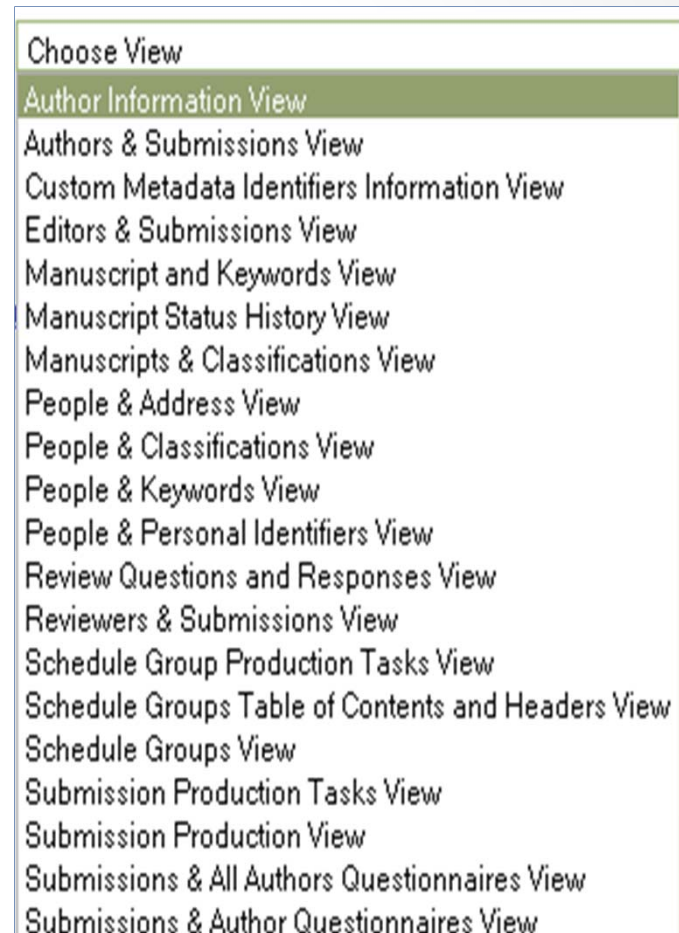 Choose View
Author Information View
Authors & Submissions View
Custom Metadata Identifiers Information View
Editors & Submissions View
Manuscript and Keywords View
Manuscript Status History View
Manuscripts & Classifications View
People & Address View
People & Classifications View
People & Keywords View
People & Personal Identifiers View
Review Questions and Responses View
Reviewers & Submissions View
Schedule Group Production Tasks View
Schedule Groups Table of Contents and Headers View
Schedule Groups View
Submission Production Tasks View
Submission Production View
Submissions & All Authors Questionnaires View
Submissions & Author Questionnaires View